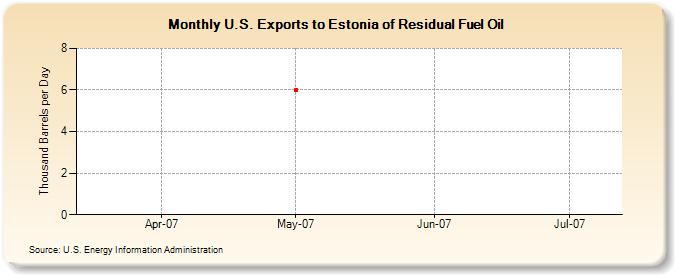 Monthly U.S. Exports to Estonia of Residual Fuel Oil
Thousand Barrels per Day
8
6
4
2
0
Apr-07 May-07 Jun-07 Jul-07
Source: U.S. Energy Information Administration